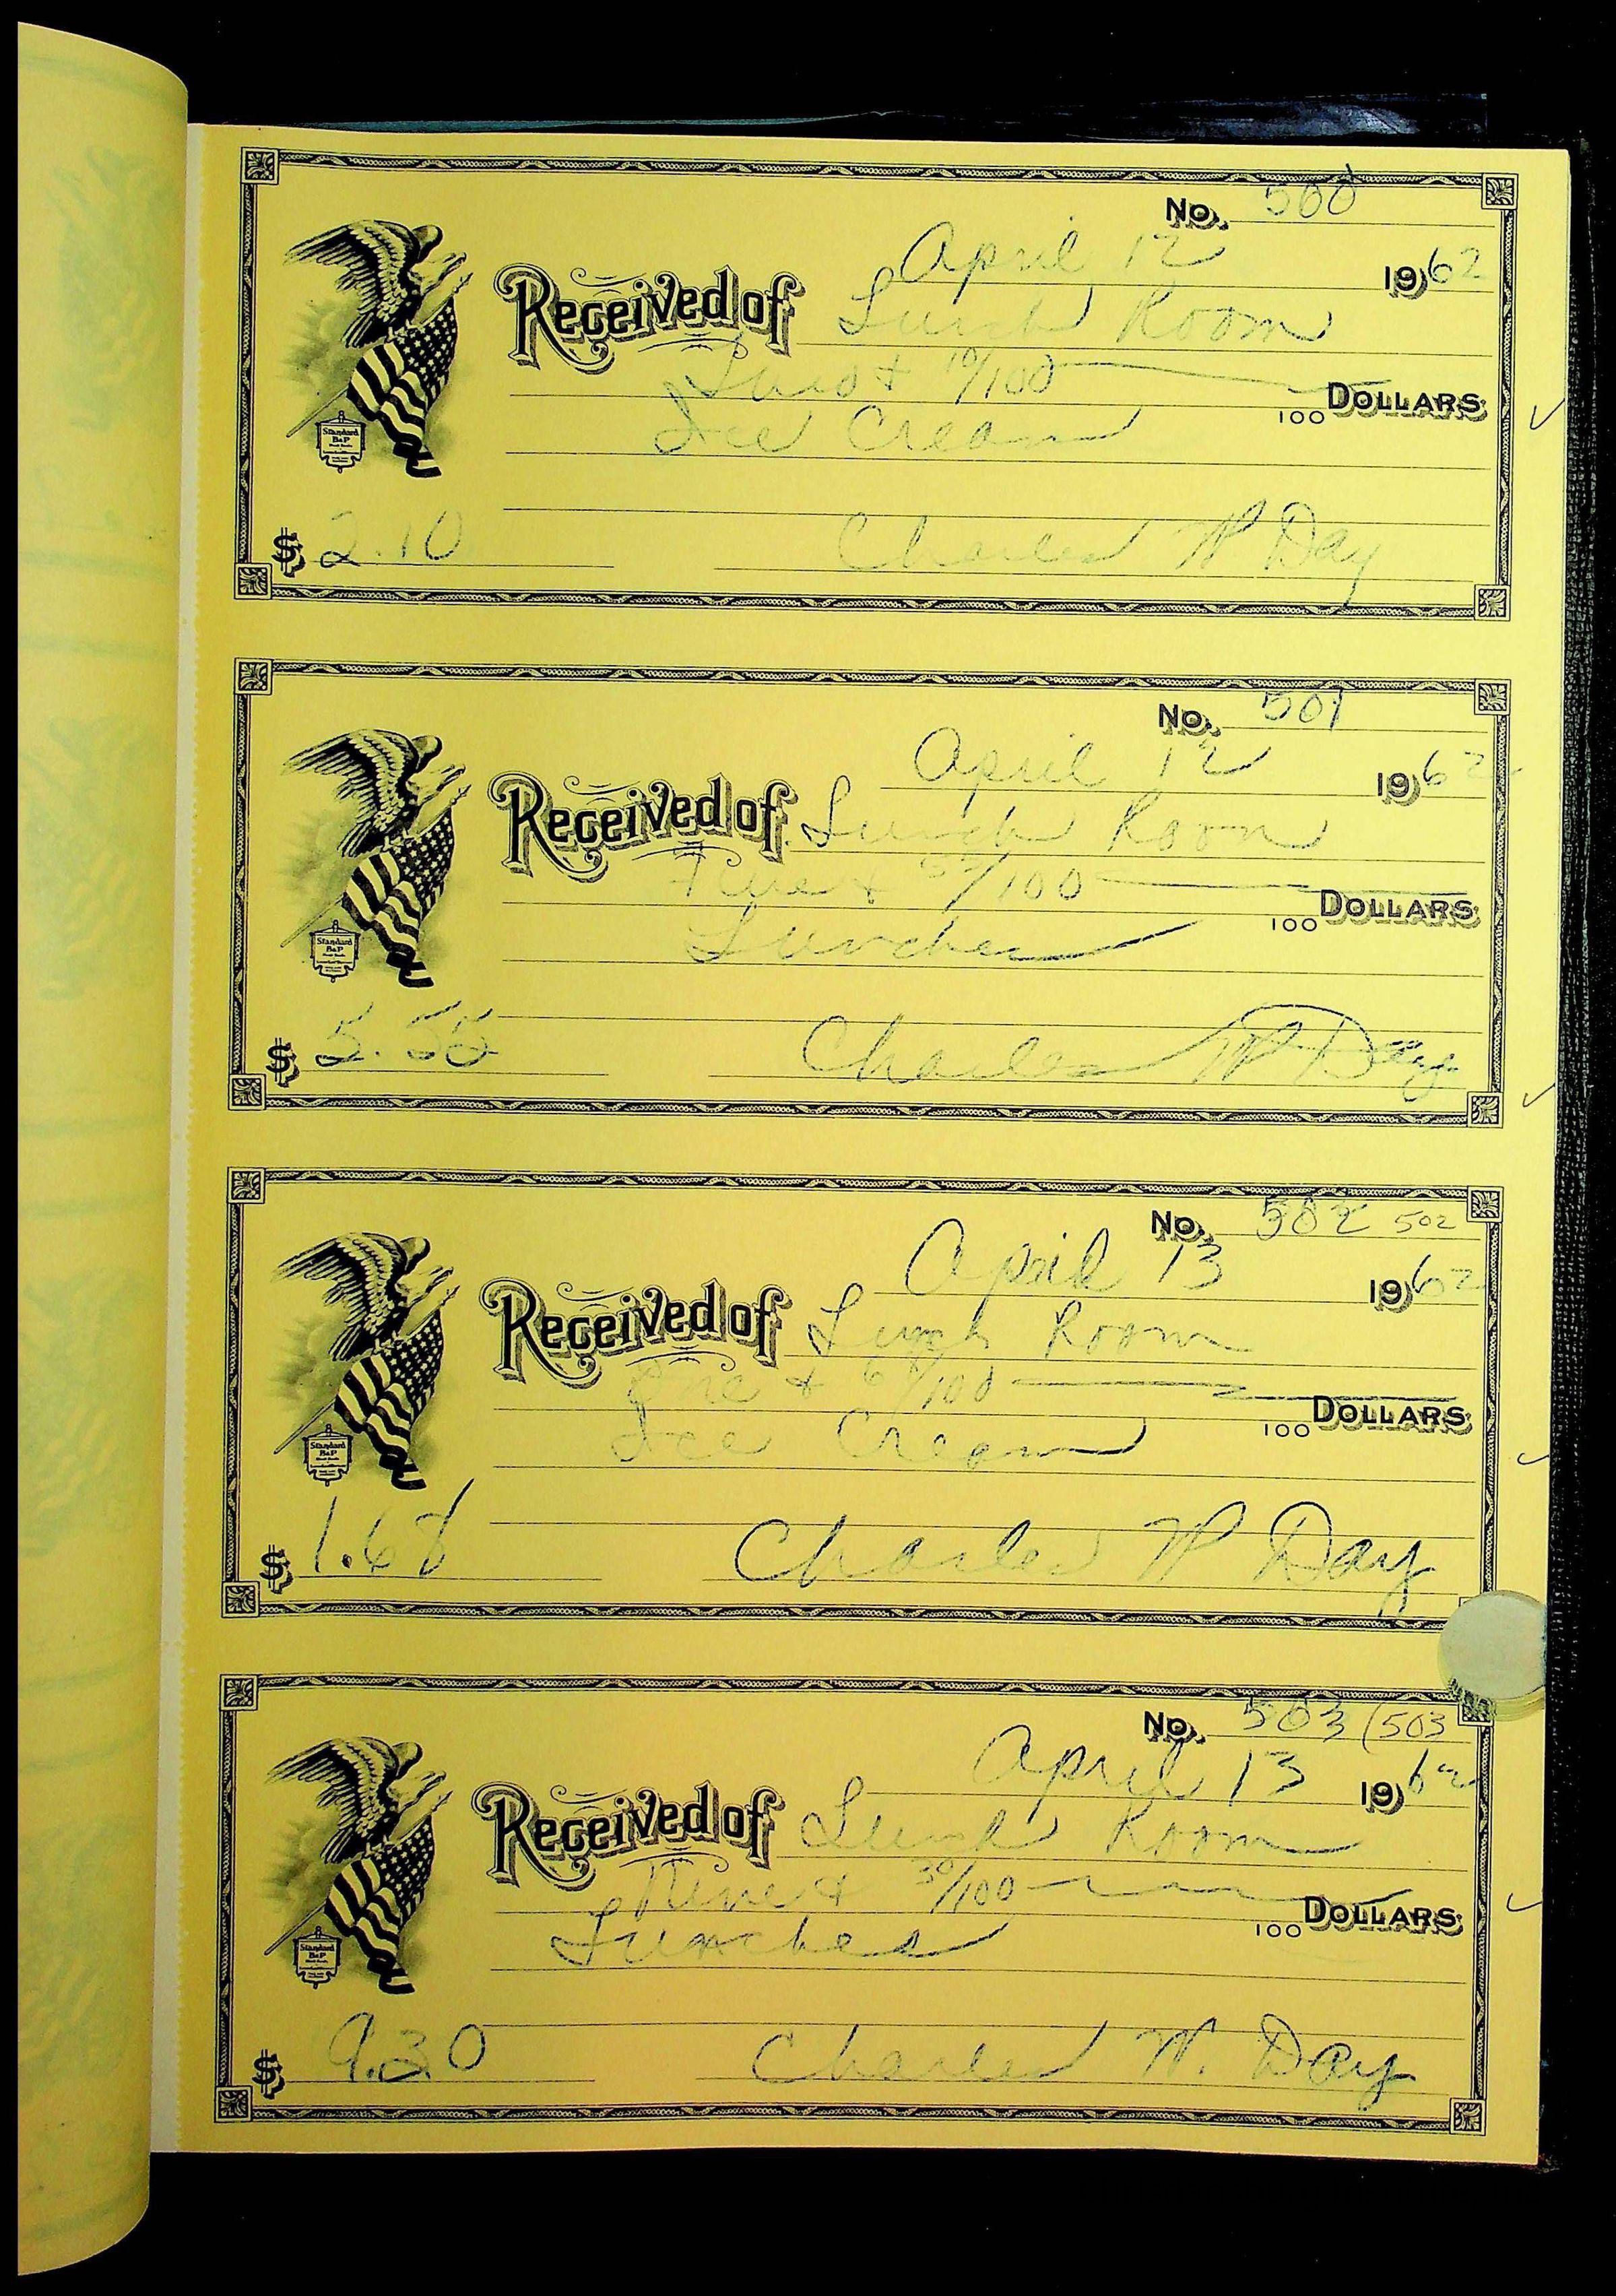 No. 500
April 12 1962
Received of Lunch Room
Two + 10/100 100 DOLLARS
Ice Cream
Standard
B&P
$ 2.10 Charles W Day
No. 501
April 12 1962
Received of Lunch Room
Five + 55/100 100 DOLLARS
Lunches
Standard
B&P
$ 5.55 Charles W Day
No. 502 502
April 13 1962
Received of Lunch Room
One + 68/100 100 DOLLARS
Ice Cream
Standard
B&P
$ 1.68 Charles W Day
No. 503 (503
April 13 1962
Received of Lunch Room
Nine + 30/100 100 DOLLARS
Lunches
Standard
B&P
$ 9.30 Charles W. Day